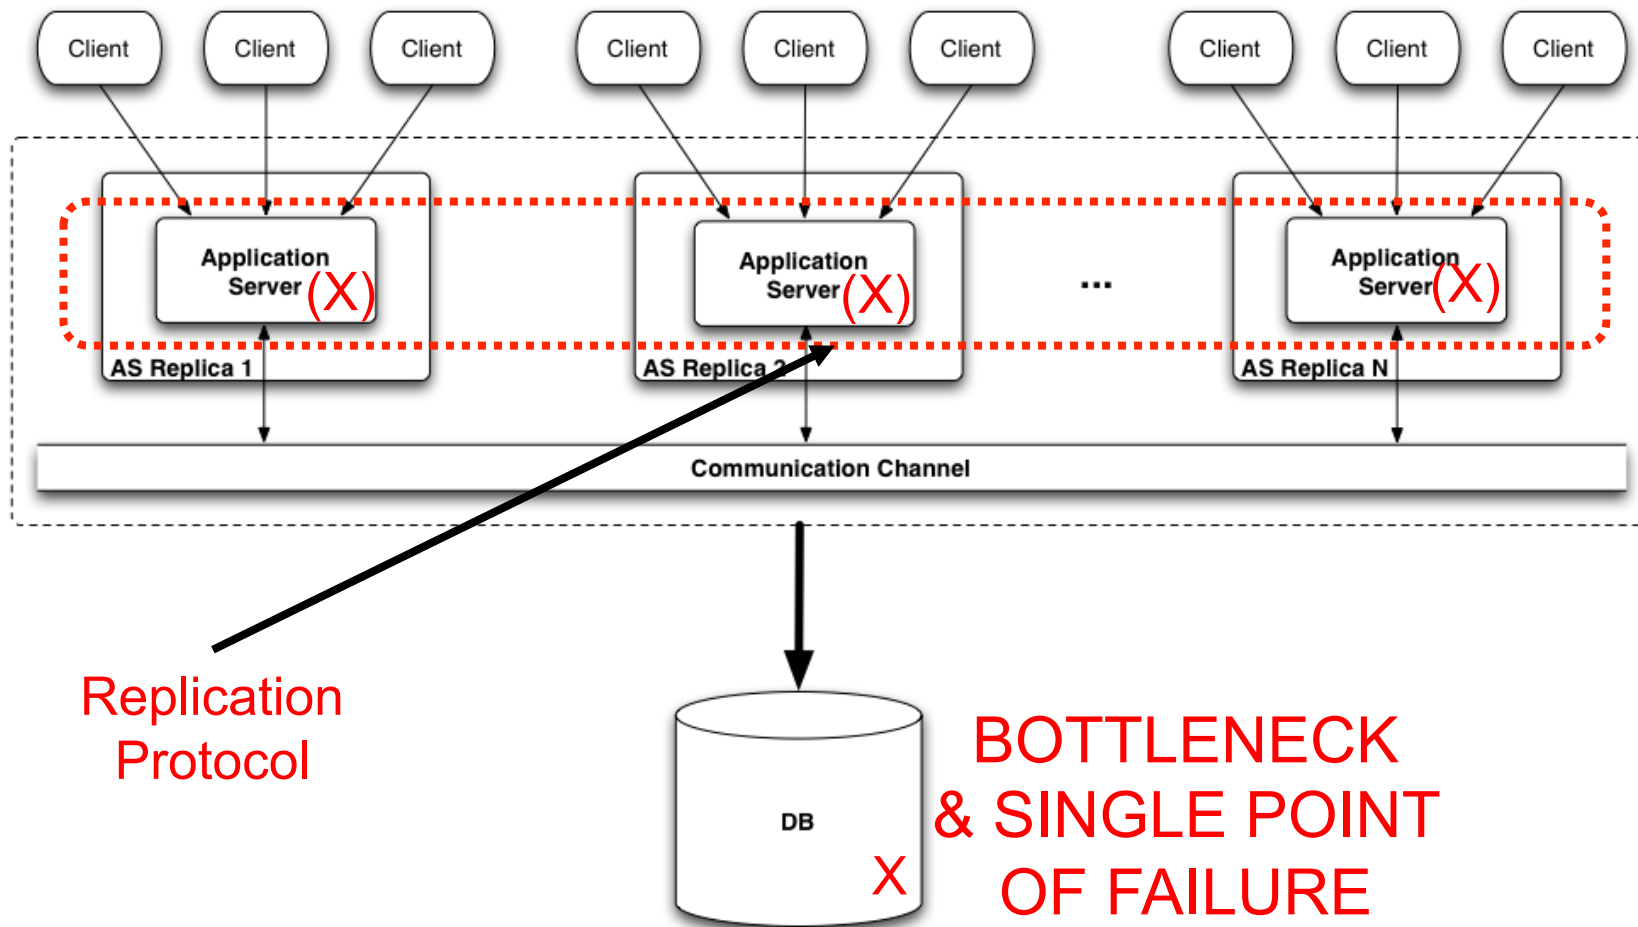 Client
Client
Client
Client
Client
Client
Client
Client
Client
Application
Server
(X)
Application
Server
(X)
...
Application
Server
(X)
AS Replica 1
AS Replica 2
AS Replica N
Communication Channel
Replication
Protocol
DB
X
BOTTLENECK
& SINGLE POINT
OF FAILURE